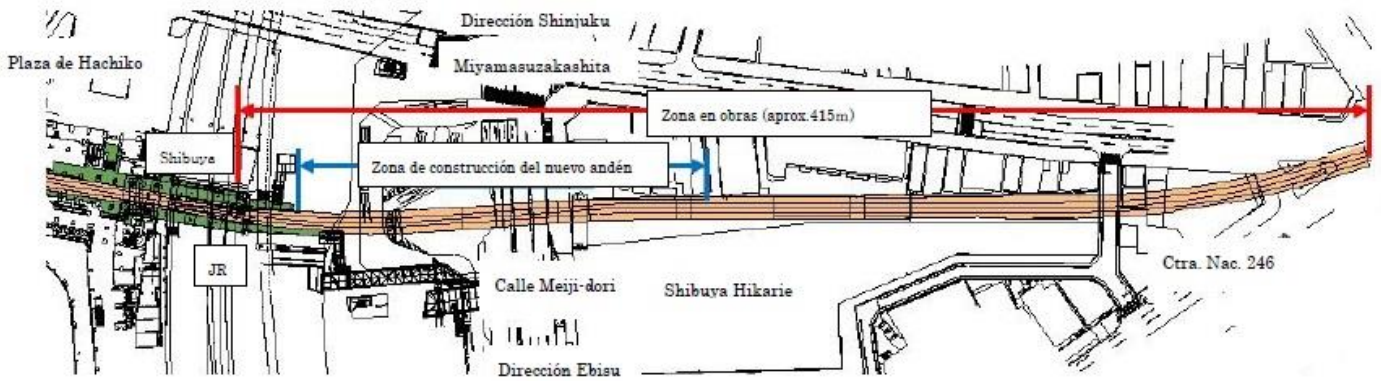 Dirección Shinjuku
Plaza de Hachiko
Miyamasuzakashita
Zona en obras (aprox.415m)
Shibuya
Zona de construcción del nuevo andén
JR
Calle Meiji-dori
Shibuya Hikarie
Ctra. Nac. 246
Dirección Ebisu